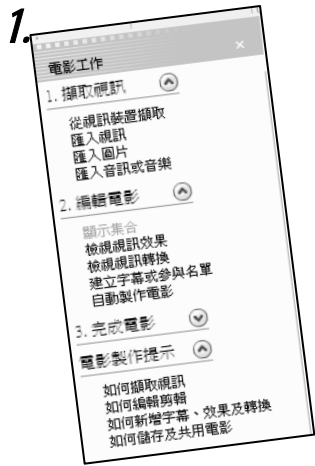 1.
電影工作
1. 擷取視訊
從視訊裝置擷取
匯入視訊
匯入圖片
匯入音訊或音樂
2. 編輯電影
顯示集合
檢視視訊效果
檢視視訊轉換
建立字幕或參與名單
自動製作電影
3. 完成電影
電影製作提示
如何擷取視訊
如何編輯剪輯
如何新增字幕、效果及轉換
如何儲存及共用電影